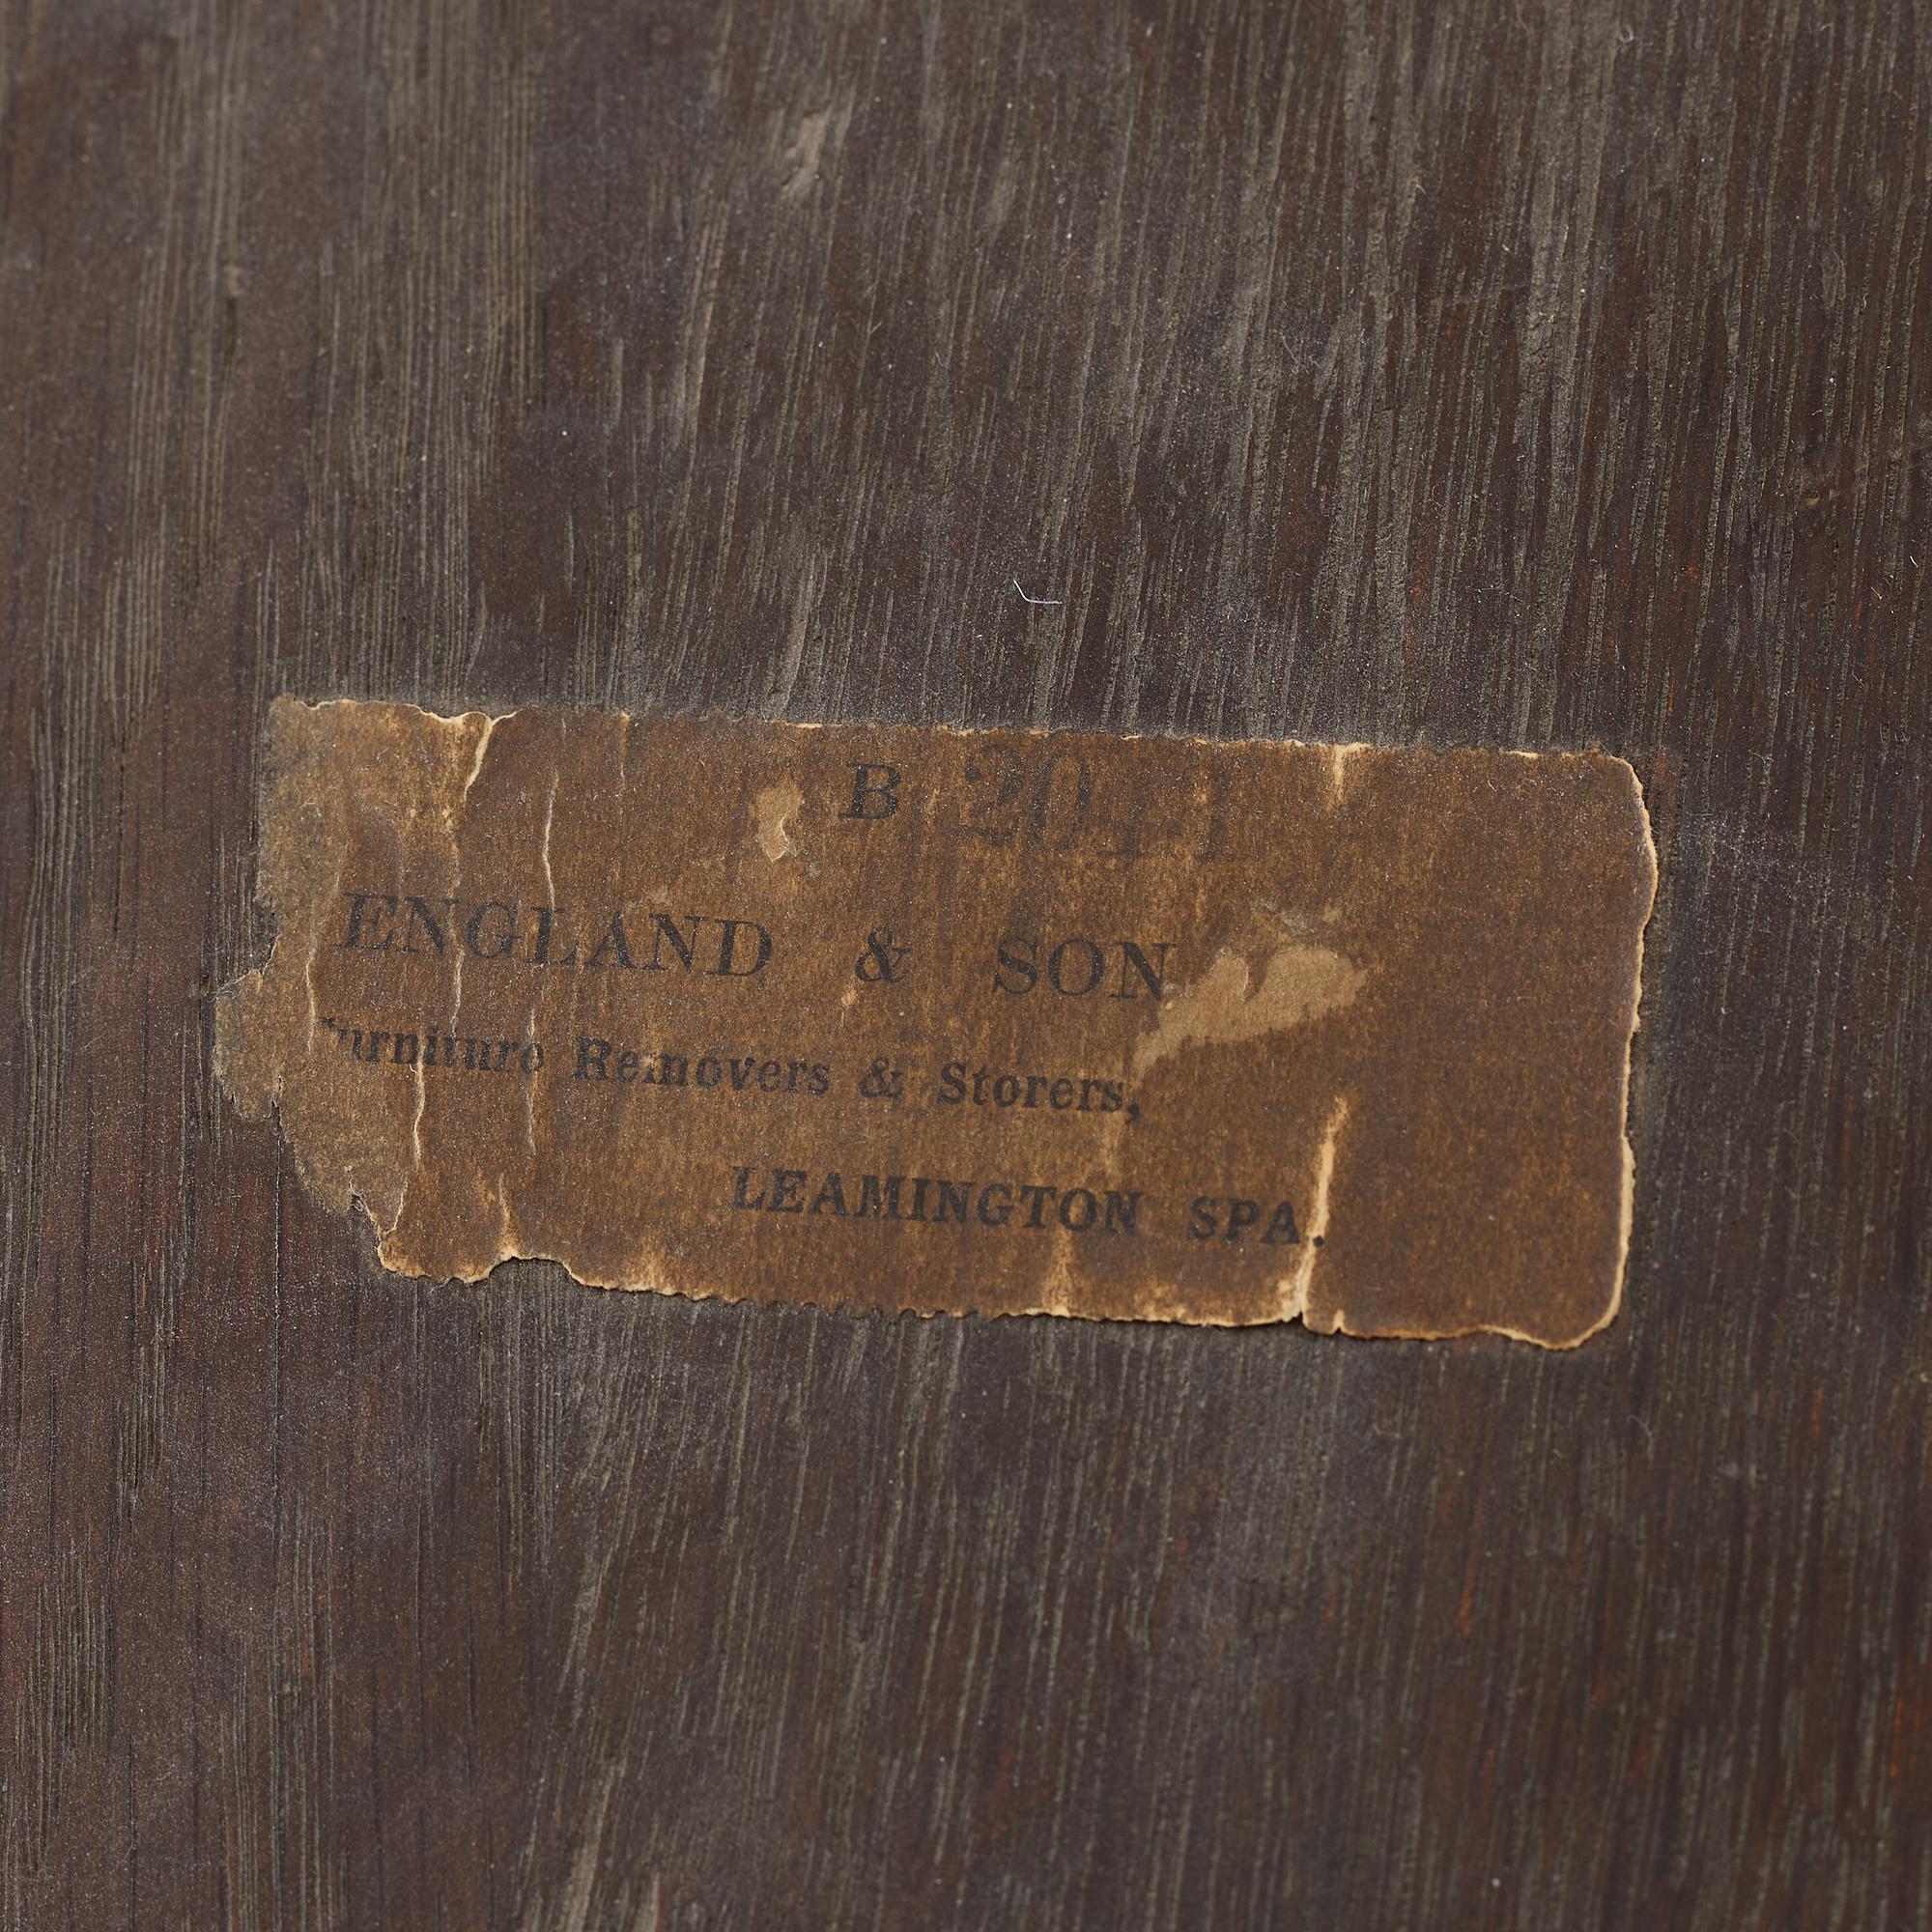 B
ENGLAND & SON
urniture Removers & Storers,
LEAMINGTON SPA.